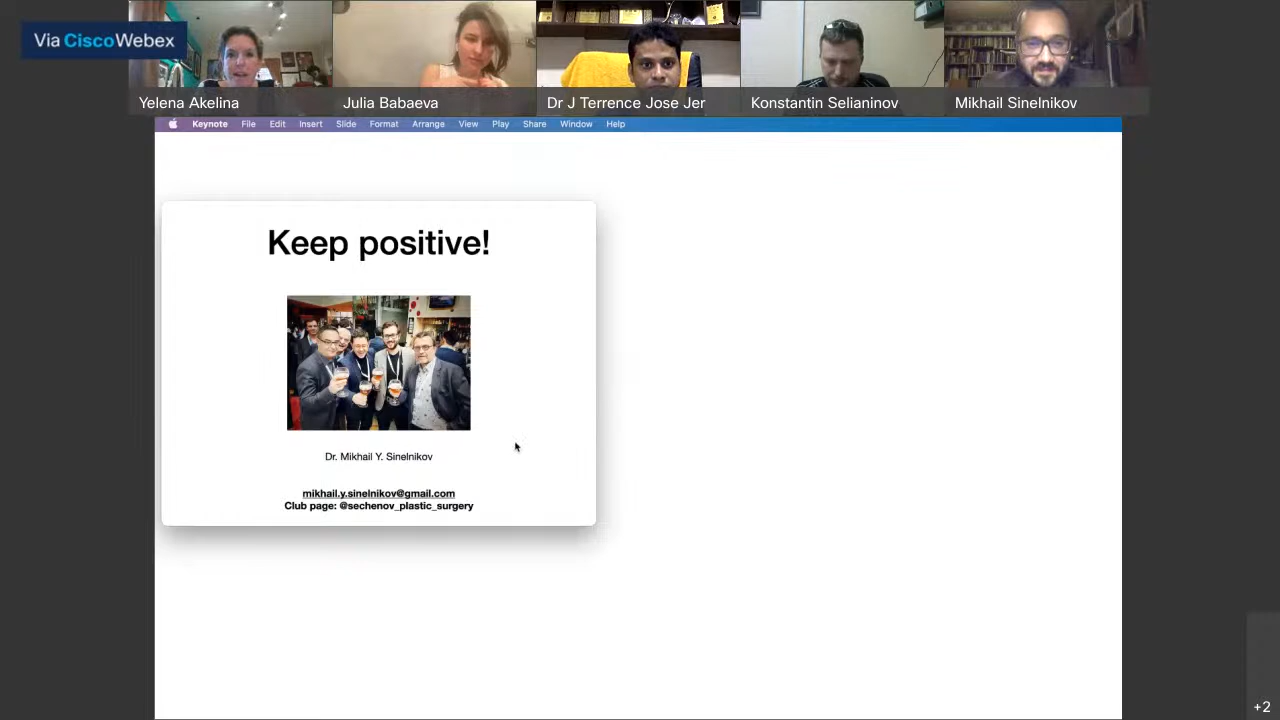 Via CiscoWebex
Yelena Akelina
Julia Babaeva
Dr J Terrence Jose Jer
Konstantin Selianinov
Mikhail Sinelnikov
Keynote File Edit Insert Slide Format Arrange View Play Share Window Help
Keep positive!
Dr. Mikhail Y. Sinelnikov
mikhail.y.sinelnikov@gmail.com
Club page: @sechenov_plastic_surgery
+2